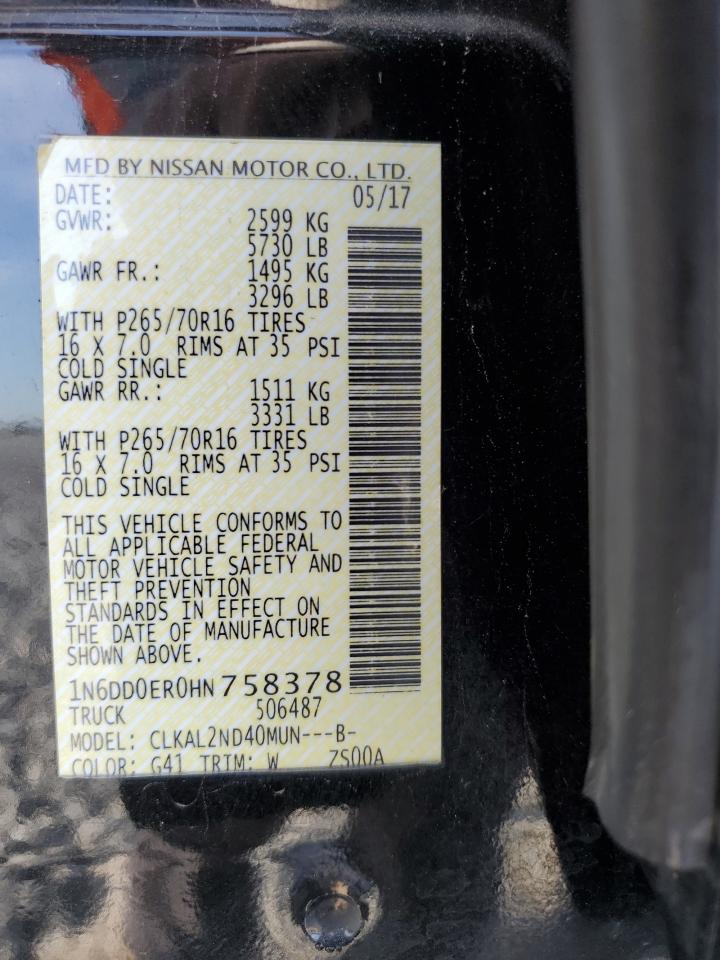 MFD BY NISSAN MOTOR CO., LTD.
DATE: 05/17
GVWR: 2599 KG
5730 LB
GAWR FR.: 1495 KG
3296 LB
WITH P265/70R16 TIRES
16 X 7.0 RIMS AT 35 PSI
COLD SINGLE
GAWR RR.: 1511 KG
3331 LB
WITH P265/70R16 TIRES
16 X 7.0 RIMS AT 35 PSI
COLD SINGLE
THIS VEHICLE CONFORMS TO
ALL APPLICABLE FEDERAL
MOTOR VEHICLE SAFETY AND
THEFT PREVENTION
STANDARDS IN EFFECT ON
THE DATE OF MANUFACTURE
SHOWN ABOVE.
1N6DD0ER0HN758378
TRUCK 506487
MODEL: CLKAL2ND40MUN---B-
COLOR: G41 TRIM: W ZS00A